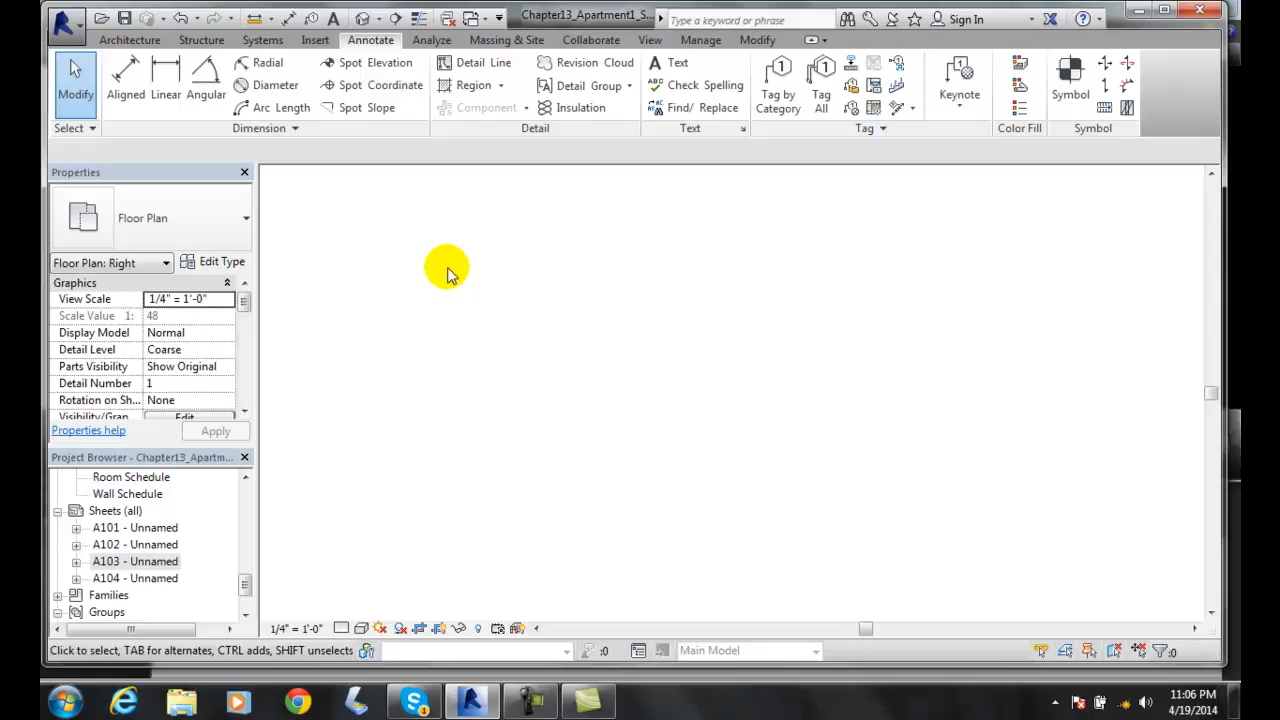 Chapter13_Apartment1_S...
Type a keyword or phrase
Sign In
Architecture
Structure
Systems
Insert
Annotate
Analyze
Massing & Site
Collaborate
View
Manage
Modify
Modify
Select
Aligned
Linear
Angular
Radial
Diameter
Arc Length
Spot Elevation
Spot Coordinate
Spot Slope
Dimension
Detail Line
Region
Component
Revision Cloud
Detail Group
Insulation
Detail
Text
Check Spelling
Find/ Replace
Text
Tag by Category
Tag All
Tag
Keynote
Color Fill
Symbol
Symbol
Properties
Floor Plan
Floor Plan: Right
Edit Type
Graphics
View Scale 1/4" = 1'-0"
Scale Value 1: 48
Display Model Normal
Detail Level Coarse
Parts Visibility Show Original
Detail Number 1
Rotation on Sh... None
Visibility/Grap Edit
Properties help
Apply
Project Browser - Chapter13_Apartm...
Room Schedule
Wall Schedule
Sheets (all)
A101 - Unnamed
A102 - Unnamed
A103 - Unnamed
A104 - Unnamed
Families
Groups
1/4" = 1'-0"
Click to select, TAB for alternates, CTRL adds, SHIFT unselects
:0
Main Model
:0
11:06 PM
4/19/2014